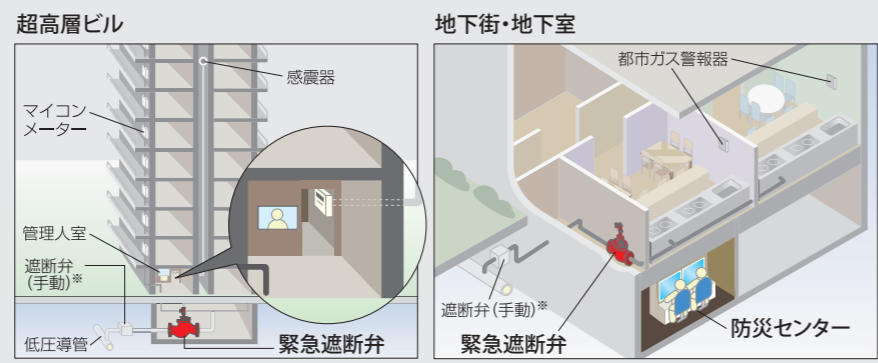 超高層ビル
感震器
マイコン
メーター
管理人室
遮断弁
(手動)※
低圧導管
緊急遮断弁
地下街・地下室
都市ガス警報器
遮断弁(手動)※
緊急遮断弁
防災センター